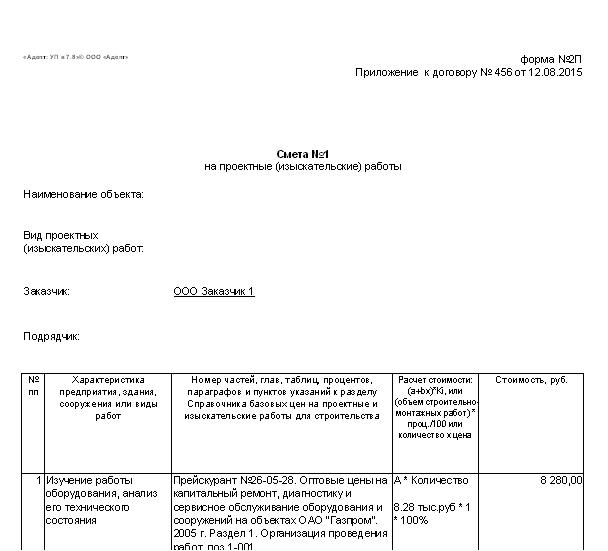 «Адепт: УП в 7.8»© ООО «Адепт»
форма №2П
Приложение к договору № 456 от 12.08.2015
Смета №1
на проектные (изыскательские) работы
Наименование объекта:
Вид проектных
(изыскательских) работ:
Заказчик: ООО Заказчик 1
Подрядчик:
№
пп
Характеристика
предприятия, здания,
сооружения или виды
работ
Номер частей, глав, таблиц, процентов,
параграфов и пунктов указаний к разделу
Справочника базовых цен на проектные и
изыскательские работы для строительства
Расчет стоимости:
(a+bx)*Ki, или
(объем строительно-
монтажных работ) *
проц./100 или
количество x цена
Стоимость, руб.
1
Изучение работы
оборудования, анализ
его технического
состояния
Прейскурант №26-05-28. Оптовые цены на
капитальный ремонт, диагностику и
сервисное обслуживание оборудования и
сооружений на объектах ОАО "Газпром".
2005 г. Раздел 1. Организация проведения
работ, поз.1-001
А * Количество
8.28 тыс.руб * 1
* 100%
8 280,00